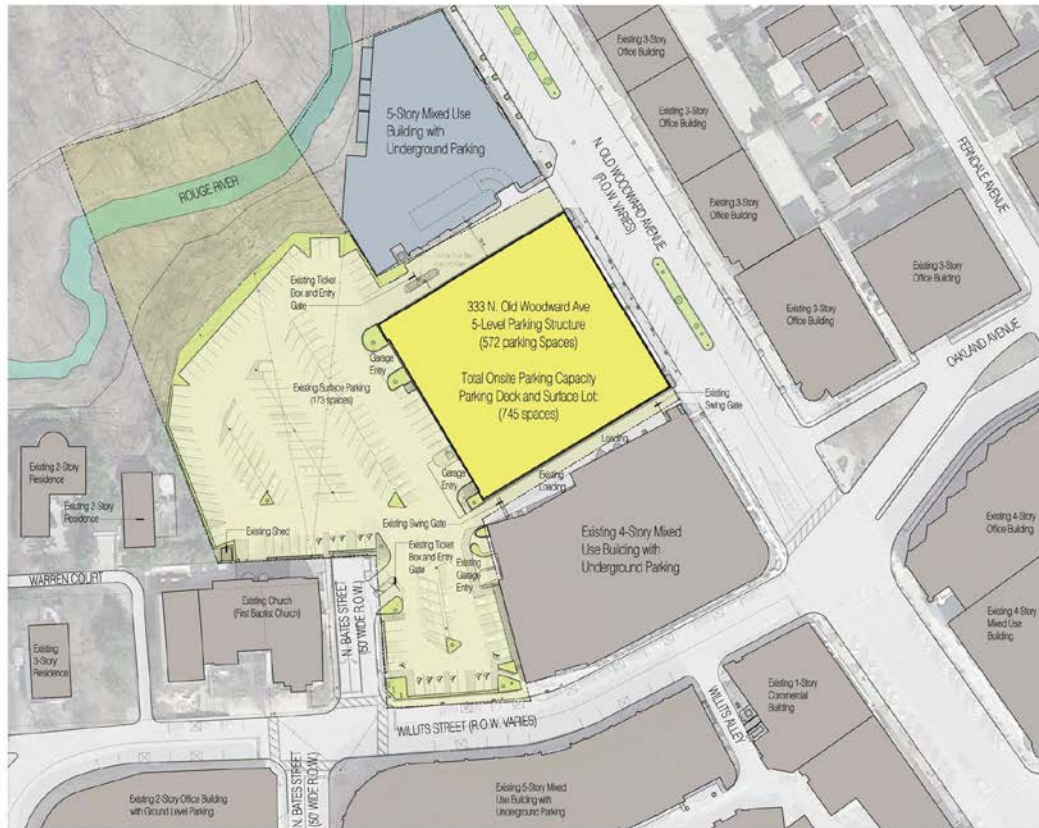 Existing 3-Story
Office Building
5-Story Mixed Use
Building with
Underground Parking
Existing 3-Story
Office Building
N. OLD WOODWARD AVENUE
(R.O.W. VARIES)
FERNDALE AVENUE
ROUGE RIVER
Existing 3-Story
Office Building
Existing 3-Story
Office Building
Existing Ticket
Box and Entry
Gate
333 N. Old Woodward Ave
5-Level Parking Structure
(572 parking Spaces)
Total Onsite Parking Capacity
Parking Deck and Surface Lot:
(745 spaces)
Existing 3-Story
Office Building
OAKLAND AVENUE
Garage
Entry
Existing Surface Parking
(173 spaces)
Existing
Swing Gate
Loading
Existing
Loading
Garage
Entry
Existing 2-Story
Residence
Existing 2-Story
Residence
Existing Shed
Existing Swing Gate
Existing Ticket
Box and Entry
Gate
Existing
Garage
Entry
Existing 4-Story Mixed
Use Building with
Underground Parking
Existing 4-Story
Office Building
WARREN COURT
Existing Church
(First Baptist Church)
N. BATES STREET
(50' WIDE R.O.W.)
Existing 4-Story
Mixed Use
Building
Existing
3-Story
Residence
WILLITS STREET (R.O.W. VARIES)
WILLITS ALLEY
Existing 1-Story
Commercial
Building
N. BATES STREET
(50' WIDE R.O.W.)
Existing 2-Story Office Building
with Ground Level Parking
Existing 5-Story Mixed
Use Building with
Underground Parking